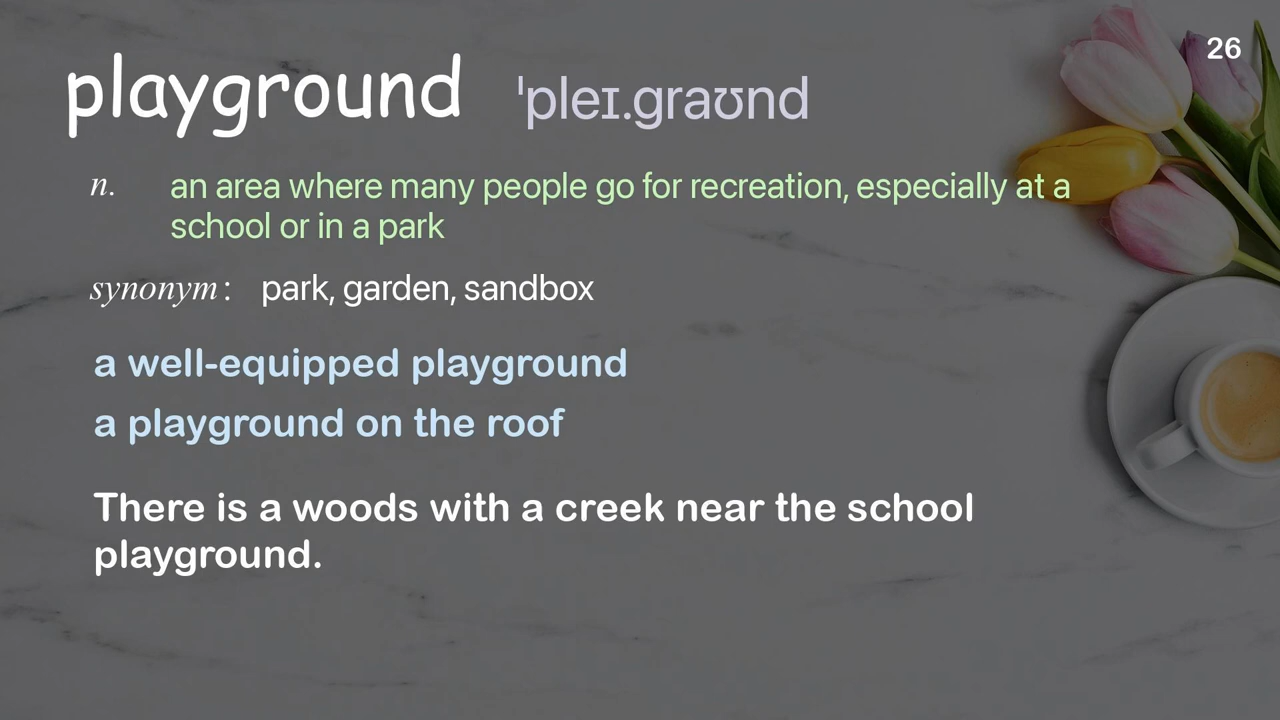 26
playground ˈpleɪ.ɡraʊnd
n. an area where many people go for recreation, especially at a
school or in a park
synonym: park, garden, sandbox
a well-equipped playground
a playground on the roof
There is a woods with a creek near the school
playground.